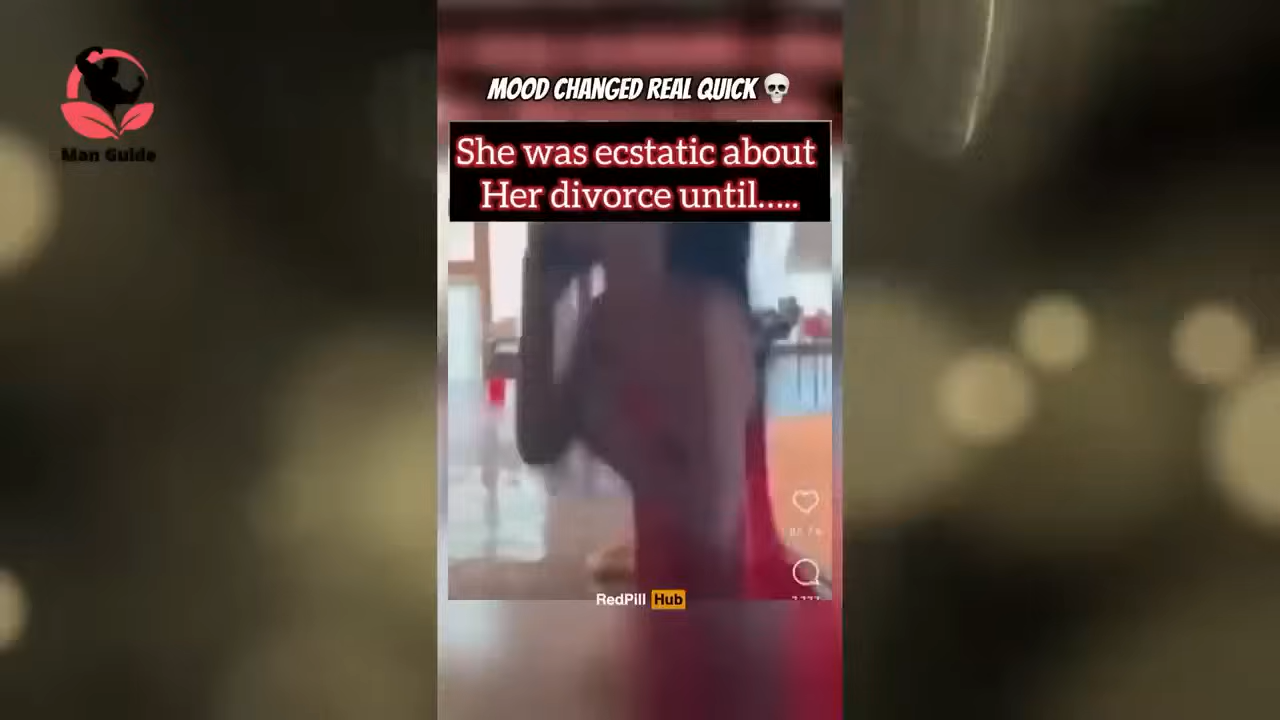 MOOD CHANGED REAL QUICK 💀
She was ecstatic about
Her divorce until.....
Man Guide
RedPill Hub